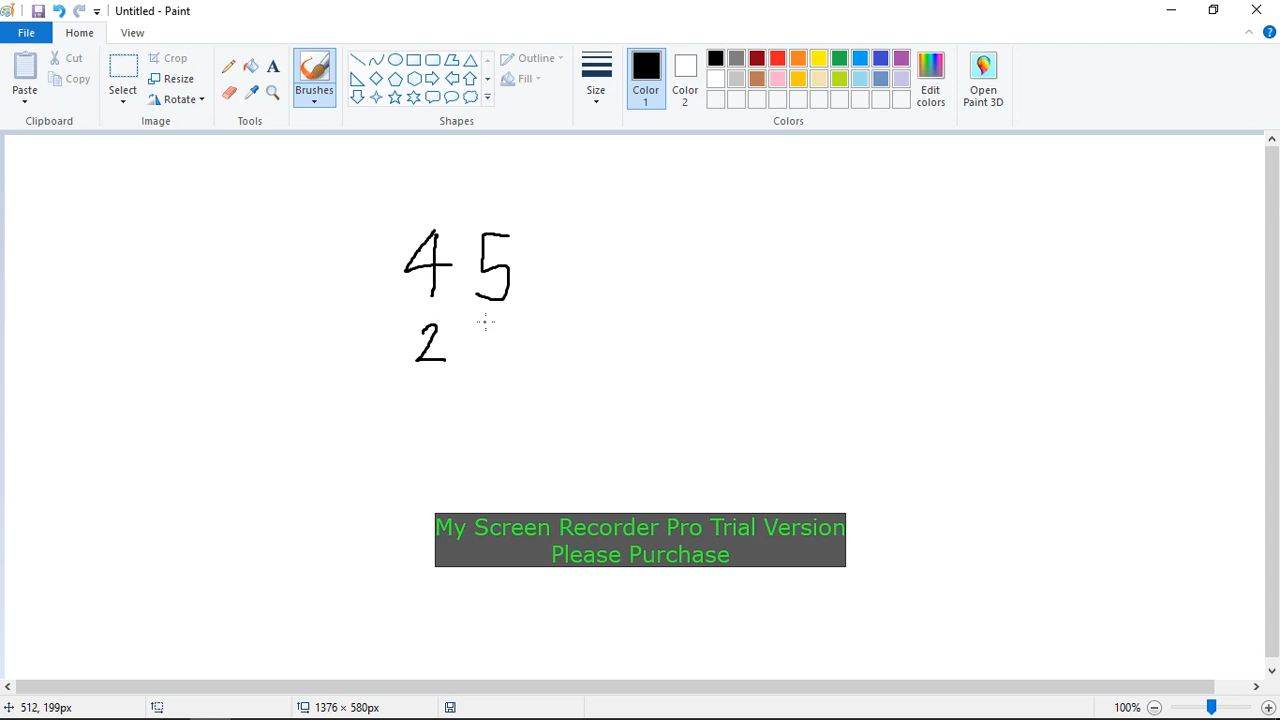 Untitled - Paint
File Home View
Paste
Cut
Copy
Clipboard
Select
Crop
Resize
Rotate
Image
A
Tools
Brushes
Outline
Fill
Shapes
Size
Color 1
Color 2
Edit colors
Colors
Open Paint 3D
4 5
2
My Screen Recorder Pro Trial Version
Please Purchase
512, 199px
1376 × 580px
100%